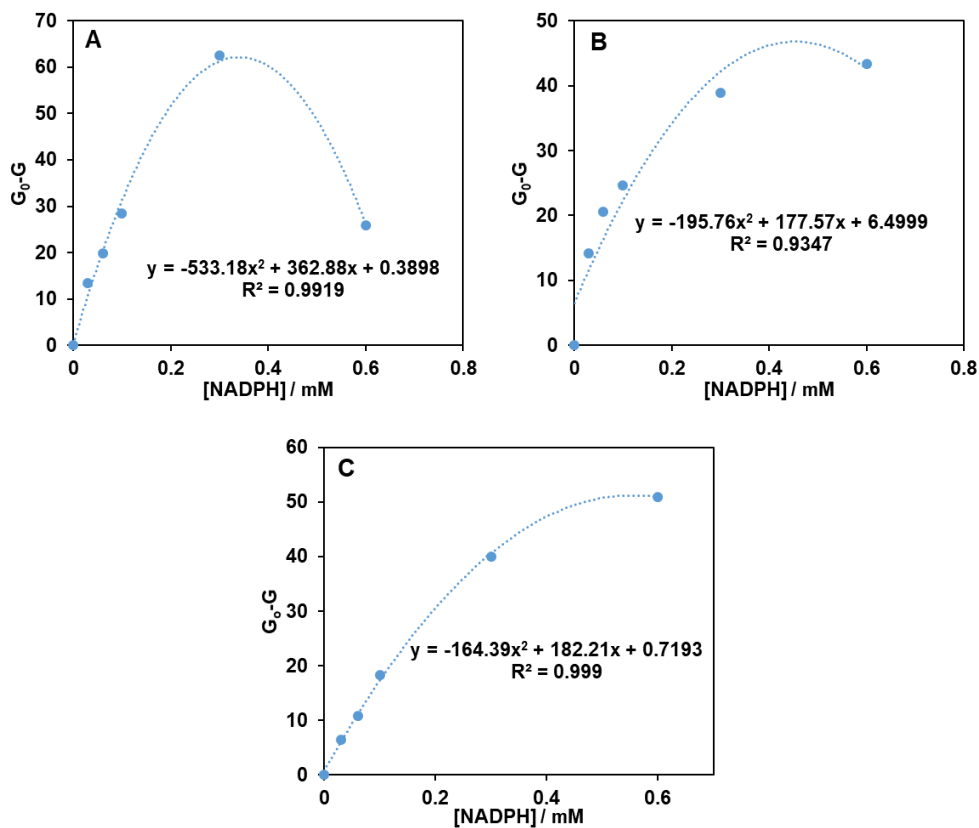 A
70
60
50
40
30
20
10
0
G₀-G
y = -533.18x² + 362.88x + 0.3898
R² = 0.9919
0 0.2 0.4 0.6 0.8
[NADPH] / mM
B
50
40
30
20
10
0
G₀-G
y = -195.76x² + 177.57x + 6.4999
R² = 0.9347
0 0.2 0.4 0.6 0.8
[NADPH] / mM
C
60
50
40
30
20
10
0
Gₒ-G
y = -164.39x² + 182.21x + 0.7193
R² = 0.999
0 0.2 0.4 0.6
[NADPH] / mM